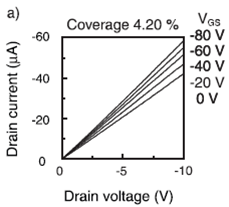 a)
Coverage 4.20 %
V_GS
-80 V
-60 V
-40 V
-20 V
0 V
Drain current (μA)
-60
-40
-20
0
0
-5
-10
Drain voltage (V)